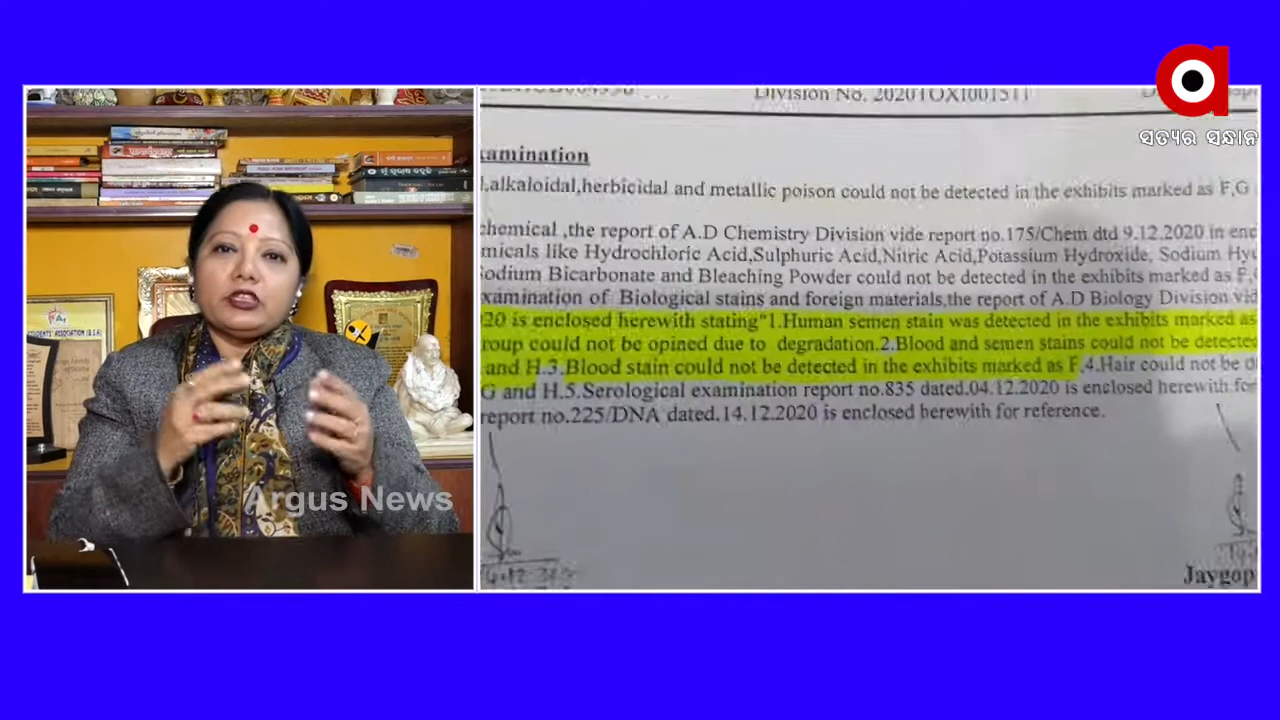 ସତ୍ୟର ସନ୍ଧାନ
Division No. 2020TOXI001511
amination
,alkaloidal,herbicidal and metallic poison could not be detected in the exhibits marked as F,G
chemical ,the report of A.D Chemistry Division vide report no.175/Chem dtd 9.12.2020 in enc
micals like Hydrochloric Acid,Sulphuric Acid,Nitric Acid,Potassium Hydroxide, Sodium Hyd
Sodium Bicarbonate and Bleaching Powder could not be detected in the exhibits marked as F,
xamination of Biological stains and foreign materials,the report of A.D Biology Division vid
20 is enclosed herewith stating"1.Human semen stain was detected in the exhibits marked as
roup could not be opined due to degradation.2.Blood and semen stains could not be detected
and H.3.Blood stain could not be detected in the exhibits marked as F.4.Hair could not be
G and H.5.Serological examination report no.835 dated.04.12.2020 is enclosed herewith for
report no.225/DNA dated.14.12.2020 is enclosed herewith for reference.
Jaygop
Argus News